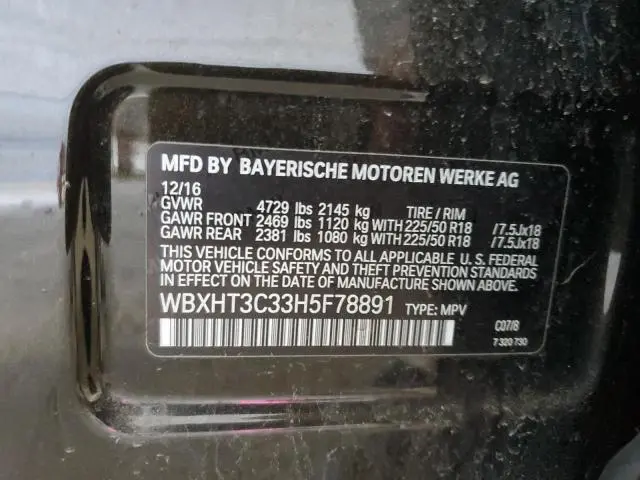 MFD BY BAYERISCHE MOTOREN WERKE AG
12/16
GVWR 4729 lbs 2145 kg TIRE / RIM
GAWR FRONT 2469 lbs 1120 kg WITH 225/50 R18 /7.5Jx18
GAWR REAR 2381 lbs 1080 kg WITH 225/50 R18 /7.5Jx18
THIS VEHICLE CONFORMS TO ALL APPLICABLE U. S. FEDERAL
MOTOR VEHICLE SAFETY AND THEFT PREVENTION STANDARDS
IN EFFECT ON THE DATE OF MANUFACTURE SHOWN ABOVE.
WBXHT3C33H5F78891 TYPE: MPV
C07/8
7 320 730